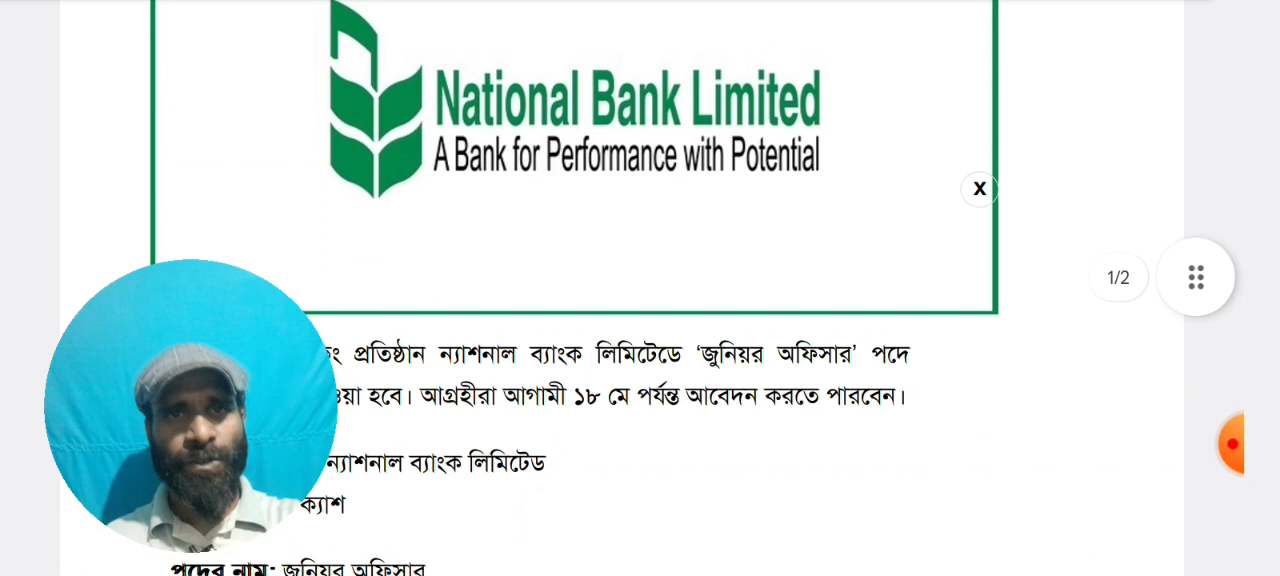 National Bank Limited
A Bank for Performance with Potential
X
1/2
প্রতিষ্ঠান ন্যাশনাল ব্যাংক লিমিটেডে ‘জুনিয়র অফিসার’ পদে
হবে। আগ্রহীরা আগামী ১৮ মে পর্যন্ত আবেদন করতে পারবেন।
ন্যাশনাল ব্যাংক লিমিটেড
ক্যাশ
পদের নাম: জুনিয়র অফিসার